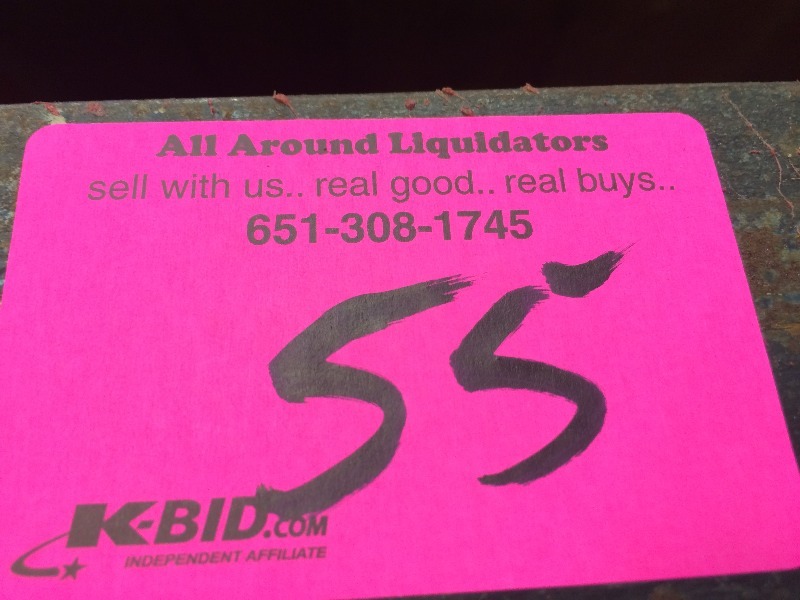 All Around Liquidators
sell with us.. real good.. real buys..
651-308-1745
55
K-BID.COM
INDEPENDENT AFFILIATE